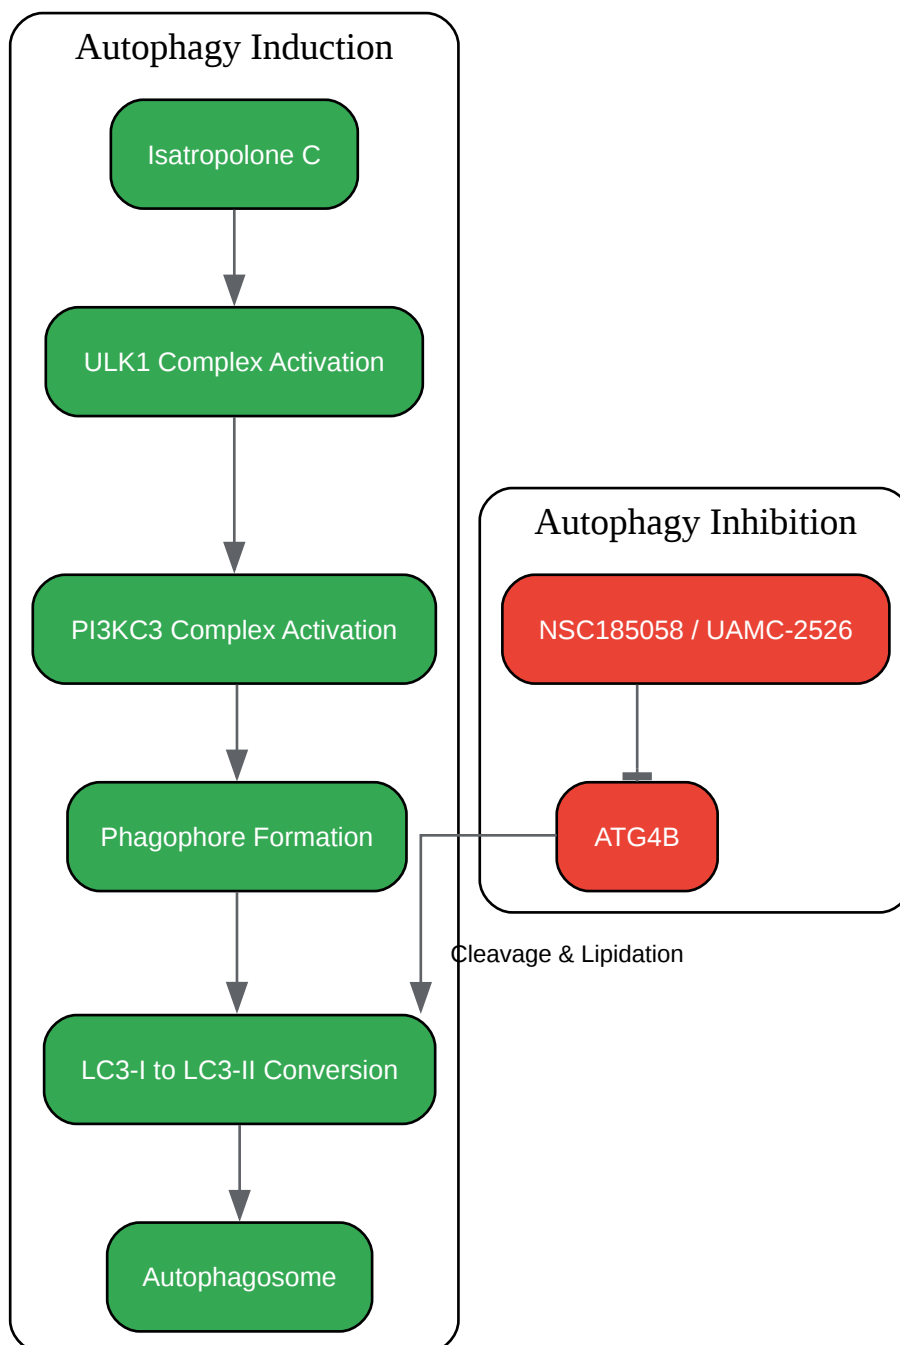 Autophagy Induction
Isatropolone C
ULK1 Complex Activation
Autophagy Inhibition
PI3KC3 Complex Activation
NSC185058 / UAMC-2526
Phagophore Formation
ATG4B
Cleavage & Lipidation
LC3-I to LC3-II Conversion
Autophagosome